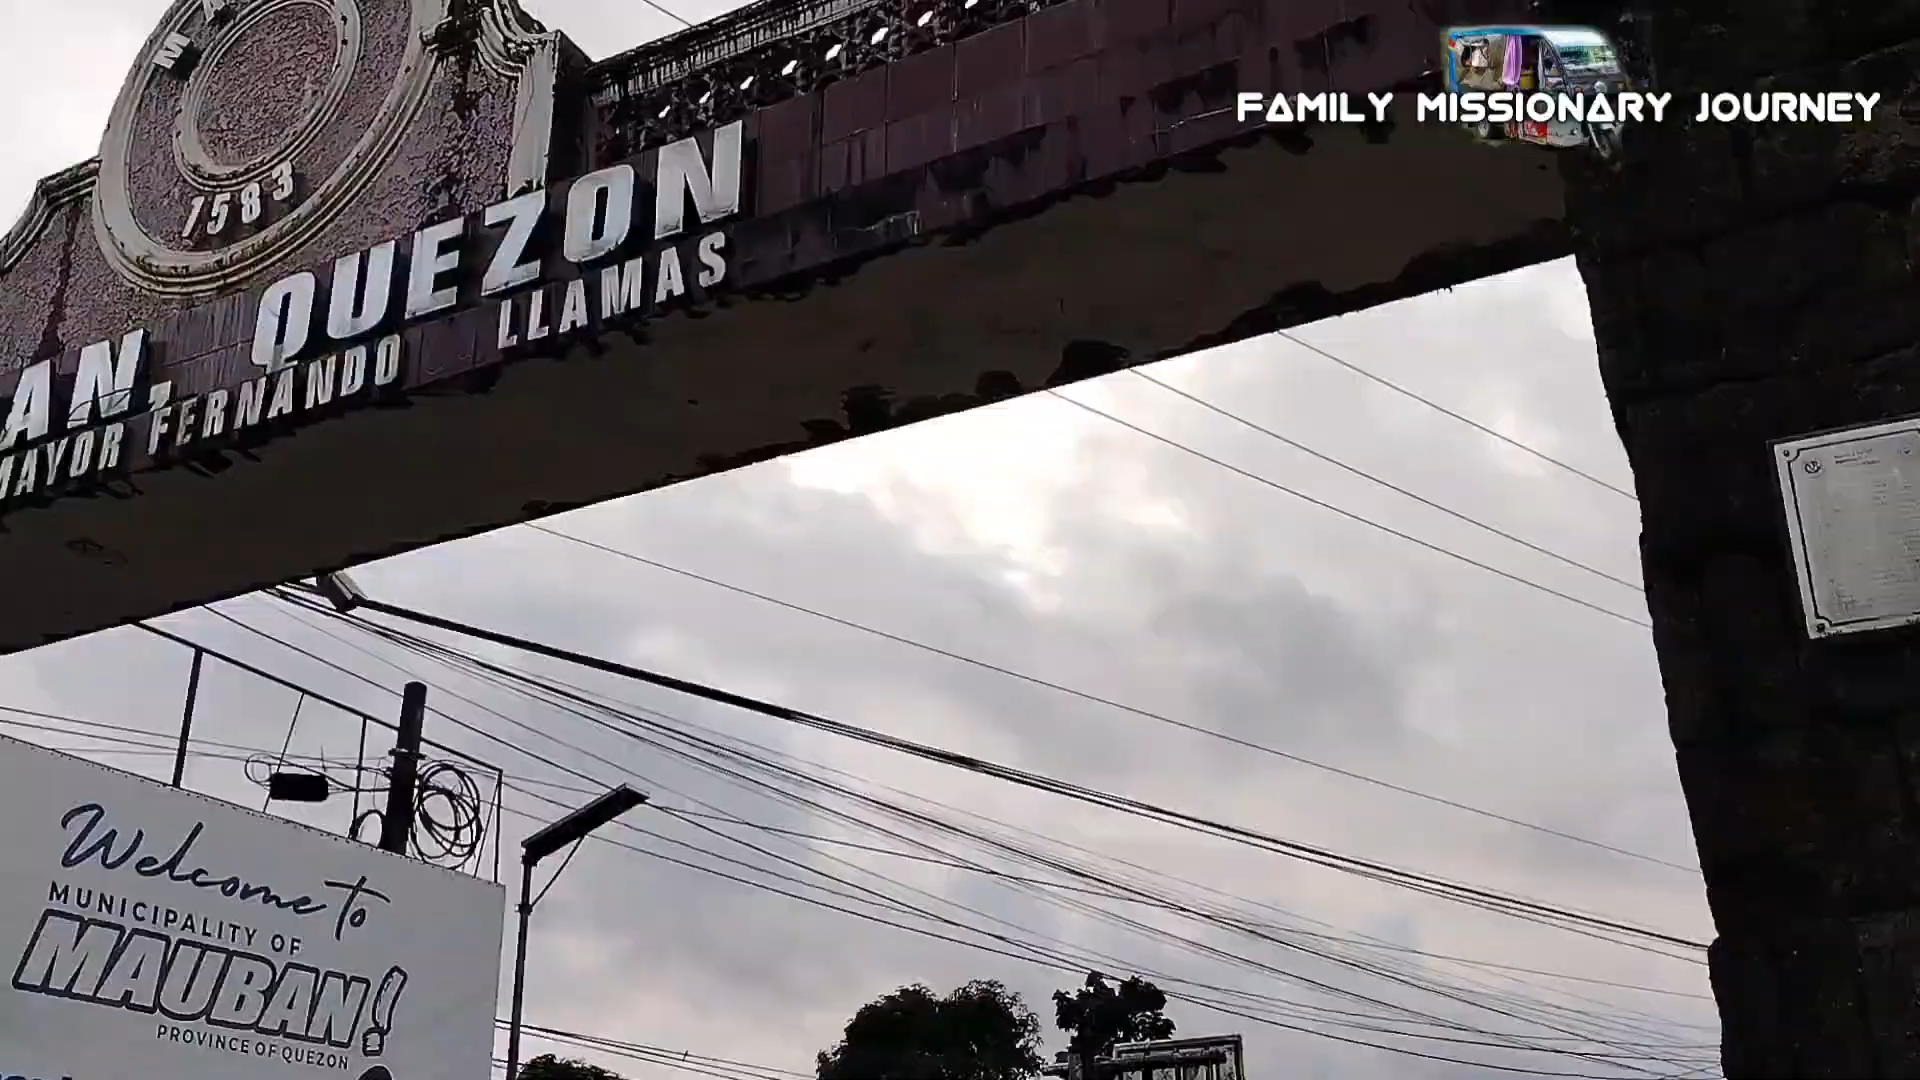 FAMILY MISSIONARY JOURNEY
M A
1583
AN, QUEZON
MAYOR FERNANDO LLAMAS
Welcome to
MUNICIPALITY OF
MAUBAN!
PROVINCE OF QUEZON